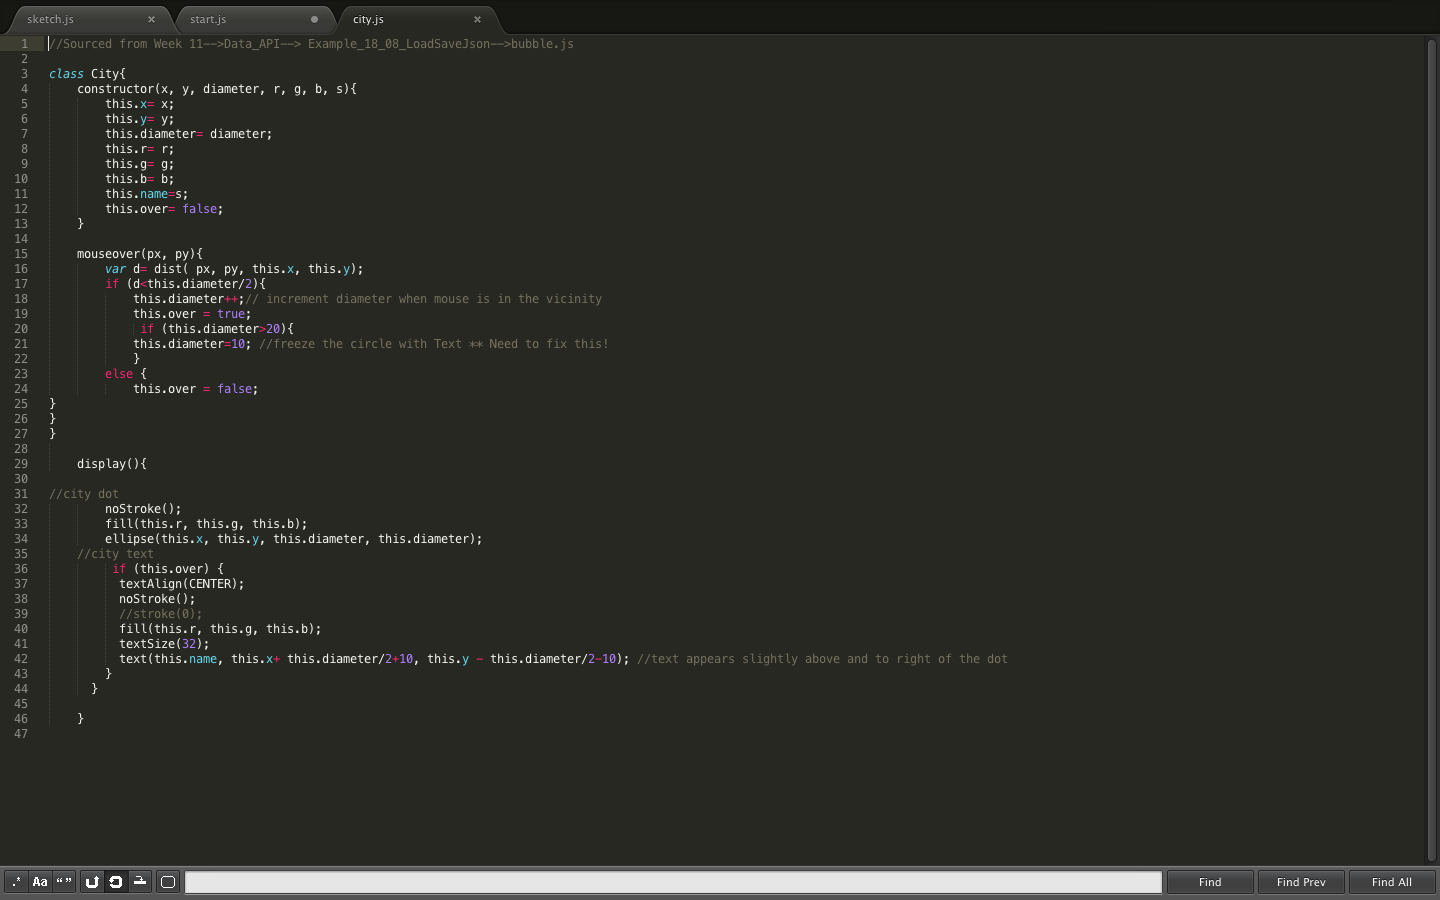 sketch.js × start.js ● city.js ×
1 //Sourced from Week 11-->Data_API--> Example_18_08_LoadSaveJson-->bubble.js
2
3 class City{
4     constructor(x, y, diameter, r, g, b, s){
5         this.x= x;
6         this.y= y;
7         this.diameter= diameter;
8         this.r= r;
9         this.g= g;
10         this.b= b;
11         this.name=s;
12         this.over= false;
13     }
14
15     mouseover(px, py){
16         var d= dist( px, py, this.x, this.y);
17         if (d<this.diameter/2){
18             this.diameter++;// increment diameter when mouse is in the vicinity
19             this.over = true;
20              if (this.diameter>20){
21             this.diameter=10; //freeze the circle with Text ** Need to fix this!
22             }
23         else {
24             this.over = false;
25 }
26 }
27 }
28
29     display(){
30
31 //city dot
32         noStroke();
33         fill(this.r, this.g, this.b);
34         ellipse(this.x, this.y, this.diameter, this.diameter);
35     //city text
36          if (this.over) {
37           textAlign(CENTER);
38           noStroke();
39           //stroke(0);
40           fill(this.r, this.g, this.b);
41           textSize(32);
42           text(this.name, this.x+ this.diameter/2+10, this.y - this.diameter/2-10); //text appears slightly above and to right of the dot
43         }
44       }
45
46     }
47
.* Aa “ ” Find Find Prev Find All